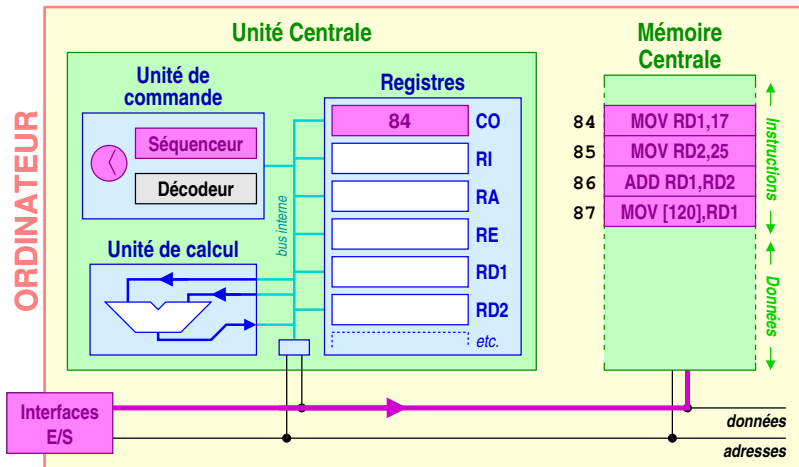 ORDINATEUR
Unité Centrale
Unité de
commande
Séquenceur
Décodeur
Unité de calcul
bus interne
Registres
84 CO
RI
RA
RE
RD1
RD2
etc.
Mémoire
Centrale
84 MOV RD1,17
85 MOV RD2,25
86 ADD RD1,RD2
87 MOV [120],RD1
Instructions
Données
Interfaces
E/S
données
adresses